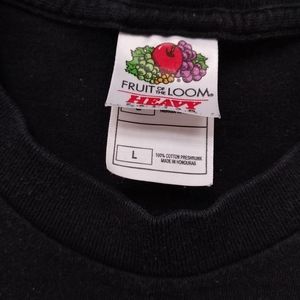 FRUIT OF THE LOOM®
HEAVY
L
100% COTTON PRESHRUNK
MADE IN HONDURAS